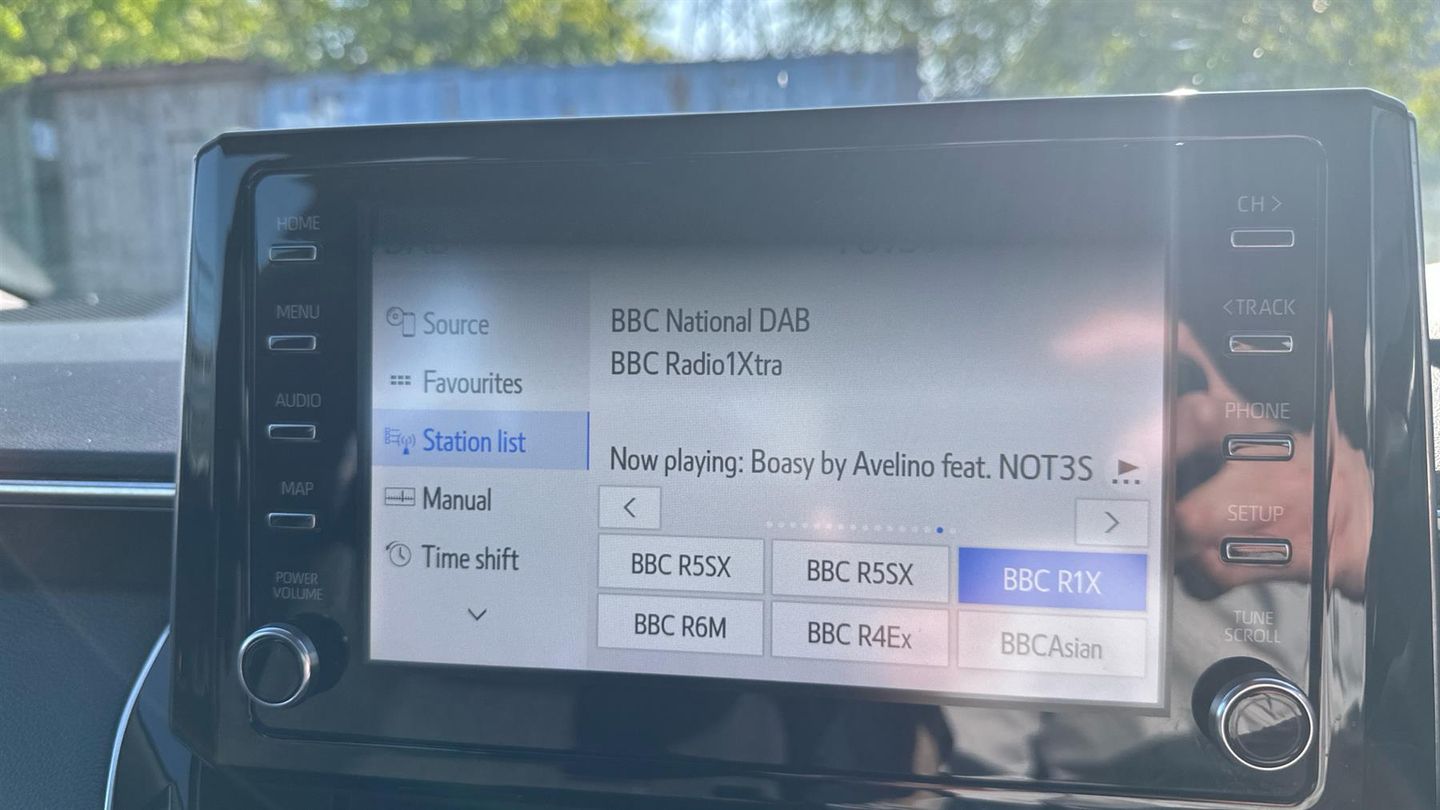 HOME
MENU
AUDIO
MAP
POWER
VOLUME
Source
Favourites
Station list
Manual
Time shift
BBC National DAB
BBC Radio1Xtra
Now playing: Boasy by Avelino feat. NOT3S
<
>
BBC R5SX
BBC R5SX
BBC R1X
BBC R6M
BBC R4Ex
BBCAsian
CH >
< TRACK
PHONE
SETUP
TUNE
SCROLL